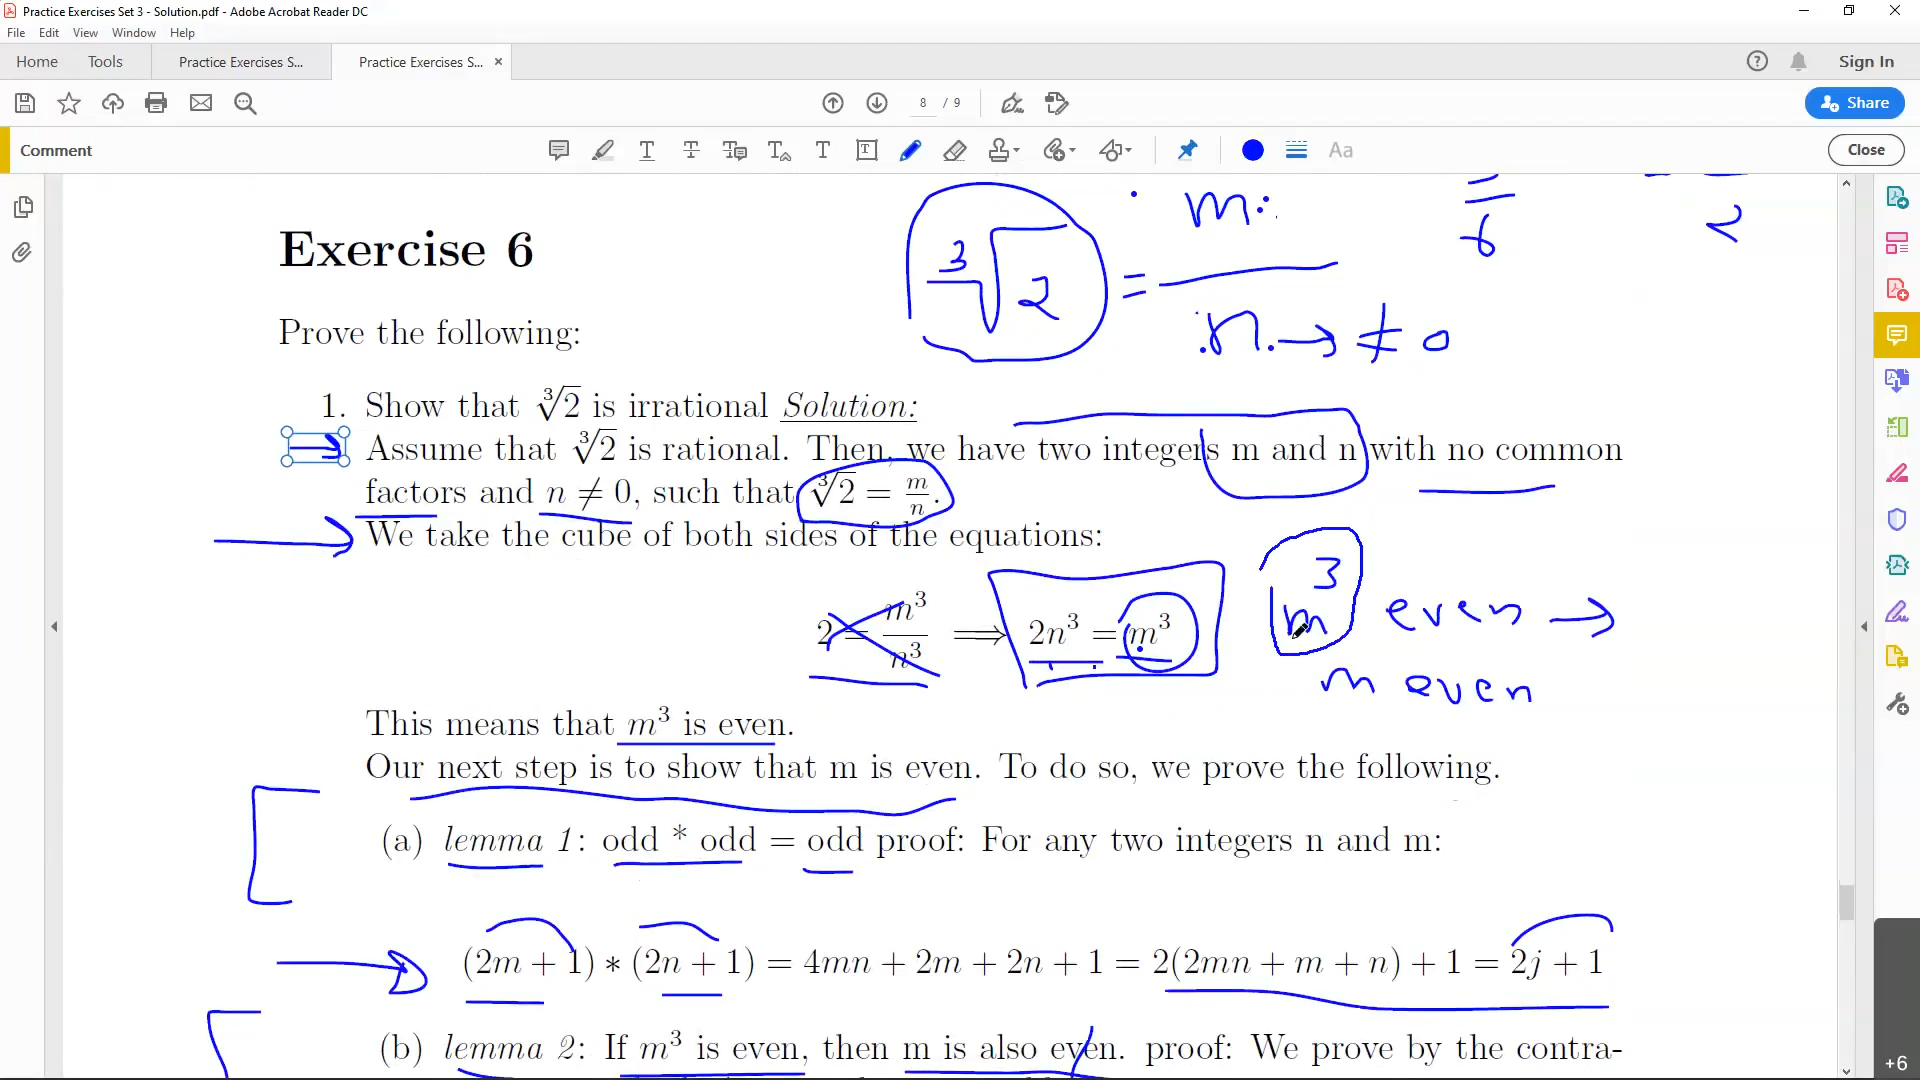 Practice Exercises Set 3 - Solution.pdf - Adobe Acrobat Reader DC
File Edit View Window Help
Home Tools Practice Exercises S... Practice Exercises S... × Sign In
8 / 9 Share
Comment Aa Close
Exercise 6
∛2 = m / n → ≠ 0
6
2
Prove the following:
1. Show that ∛2 is irrational Solution:
Assume that ∛2 is rational. Then, we have two integers m and n with no common
factors and n ≠ 0, such that ∛2 = m/n.
We take the cube of both sides of the equations:
2 = m³/n³ ⟹ 2n³ = m³
m³ even →
m even
This means that m³ is even.
Our next step is to show that m is even. To do so, we prove the following.
(a) lemma 1: odd * odd = odd proof: For any two integers n and m:
(2m + 1) ∗ (2n + 1) = 4mn + 2m + 2n + 1 = 2(2mn + m + n) + 1 = 2j + 1
(b) lemma 2: If m³ is even, then m is also even. proof: We prove by the contra-
+6